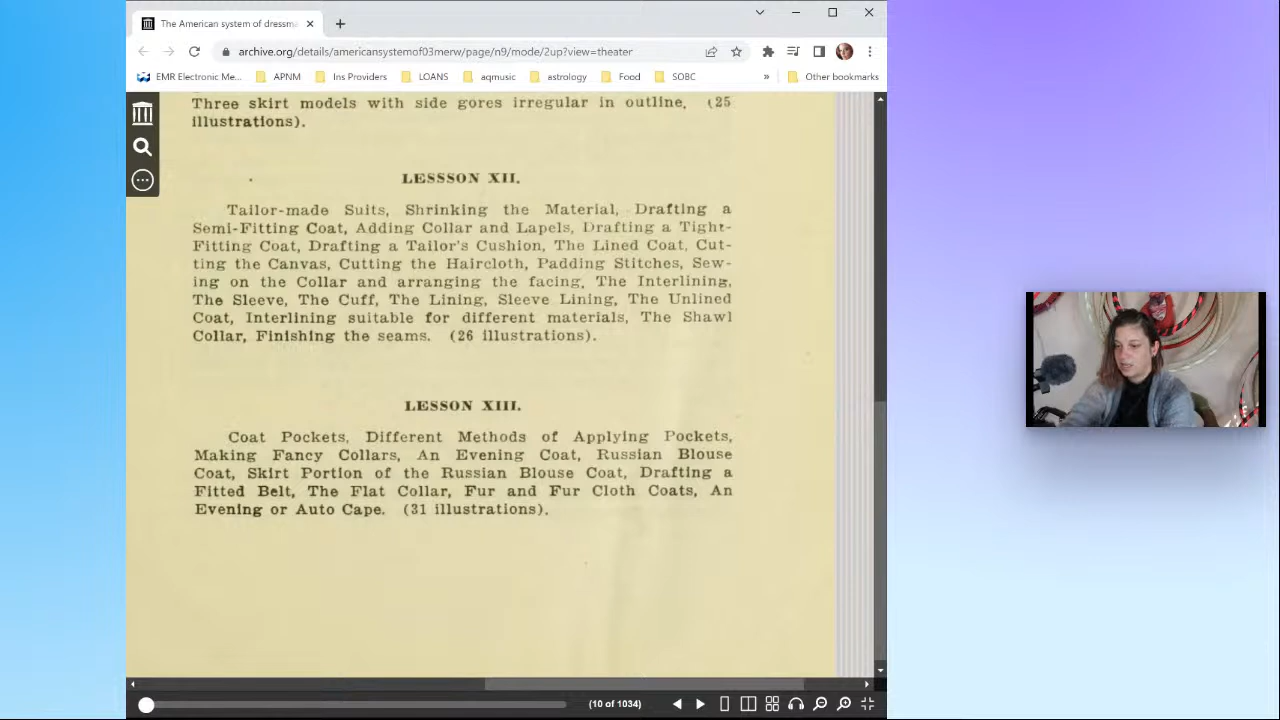 The American system of dressma
archive.org/details/americansystemof03merw/page/n9/mode/2up?view=theater
EMR Electronic Me... APNM Ins Providers LOANS aqmusic astrology Food SOBC » Other bookmarks
Three skirt models with side gores irregular in outline. (25
illustrations).
LESSSON XII.
Tailor-made Suits, Shrinking the Material, Drafting a
Semi-Fitting Coat, Adding Collar and Lapels, Drafting a Tight-
Fitting Coat, Drafting a Tailor's Cushion, The Lined Coat, Cut-
ting the Canvas, Cutting the Haircloth, Padding Stitches, Sew-
ing on the Collar and arranging the facing, The Interlining,
The Sleeve, The Cuff, The Lining, Sleeve Lining, The Unlined
Coat, Interlining suitable for different materials, The Shawl
Collar, Finishing the seams. (26 illustrations).
LESSON XIII.
Coat Pockets, Different Methods of Applying Pockets,
Making Fancy Collars, An Evening Coat, Russian Blouse
Coat, Skirt Portion of the Russian Blouse Coat, Drafting a
Fitted Belt, The Flat Collar, Fur and Fur Cloth Coats, An
Evening or Auto Cape. (31 illustrations).
(10 of 1034)